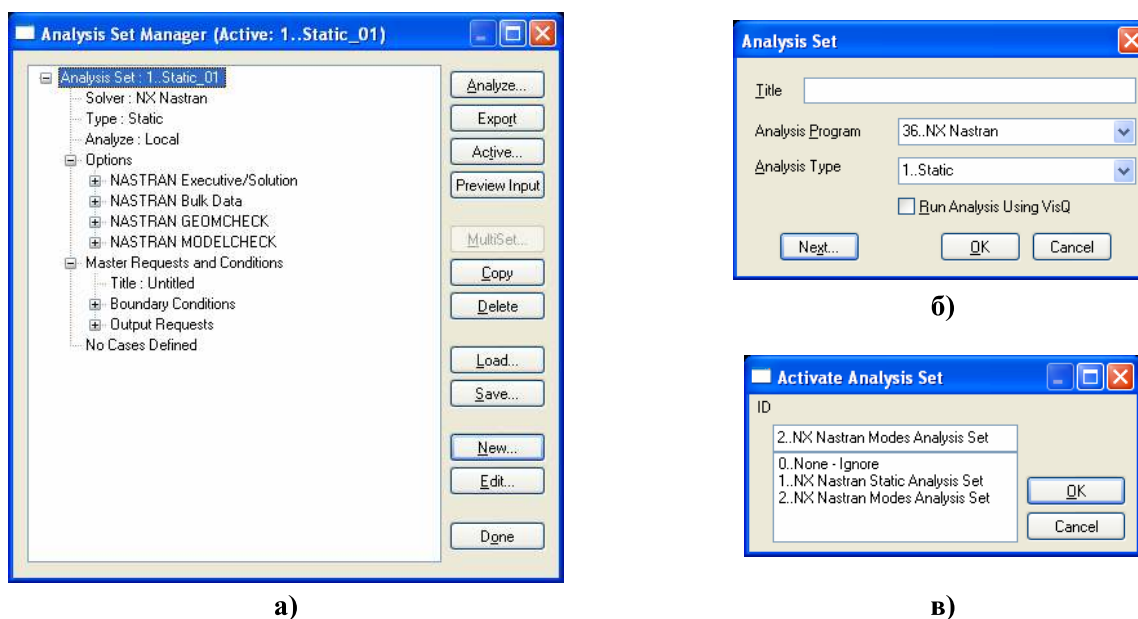 Analysis Set Manager (Active: 1..Static_01)
Analysis Set : 1..Static_01
Solver : NX Nastran
Type : Static
Analyze : Local
Options
NASTRAN Executive/Solution
NASTRAN Bulk Data
NASTRAN GEOMCHECK
NASTRAN MODELCHECK
Master Requests and Conditions
Title : Untitled
Boundary Conditions
Output Requests
No Cases Defined
Analyze...
Export
Active...
Preview Input
MultiSet...
Copy
Delete
Load...
Save...
New...
Edit...
Done
а)
Analysis Set
Title
Analysis Program 36..NX Nastran
Analysis Type 1..Static
Run Analysis Using VisQ
Next... OK Cancel
б)
Activate Analysis Set
ID
2..NX Nastran Modes Analysis Set
0..None - Ignore
1..NX Nastran Static Analysis Set
2..NX Nastran Modes Analysis Set
OK
Cancel
в)